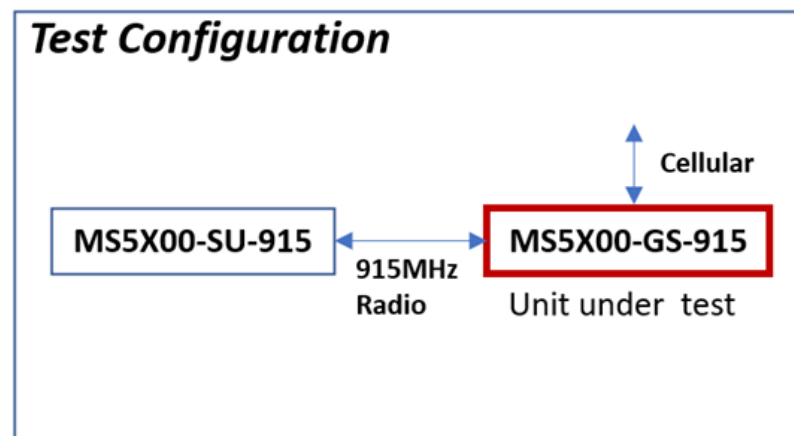 Test Configuration
Cellular
MS5X00-SU-915
MS5X00-GS-915
915MHz
Radio
Unit under test